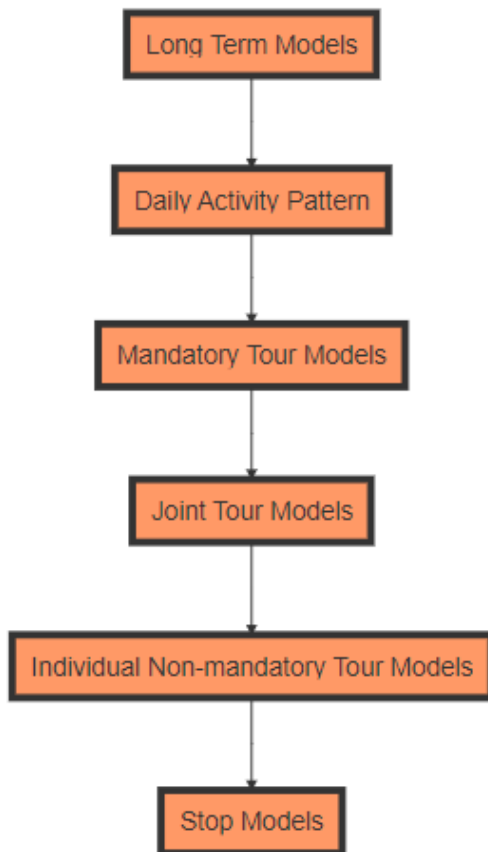 Long Term Models
Daily Activity Pattern
Mandatory Tour Models
Joint Tour Models
Individual Non-mandatory Tour Models
Stop Models